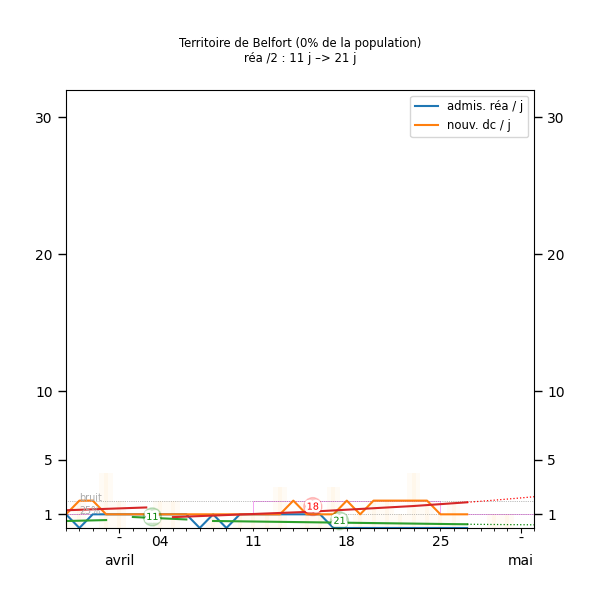 Territoire de Belfort (0% de la population)
réa /2 : 11 j –> 21 j
admis. réa / j
nouv. dc / j
30 30
20 20
10 10
5 5
bruit
18
11
21
1 1
- 04 11 18 25 -
avril mai